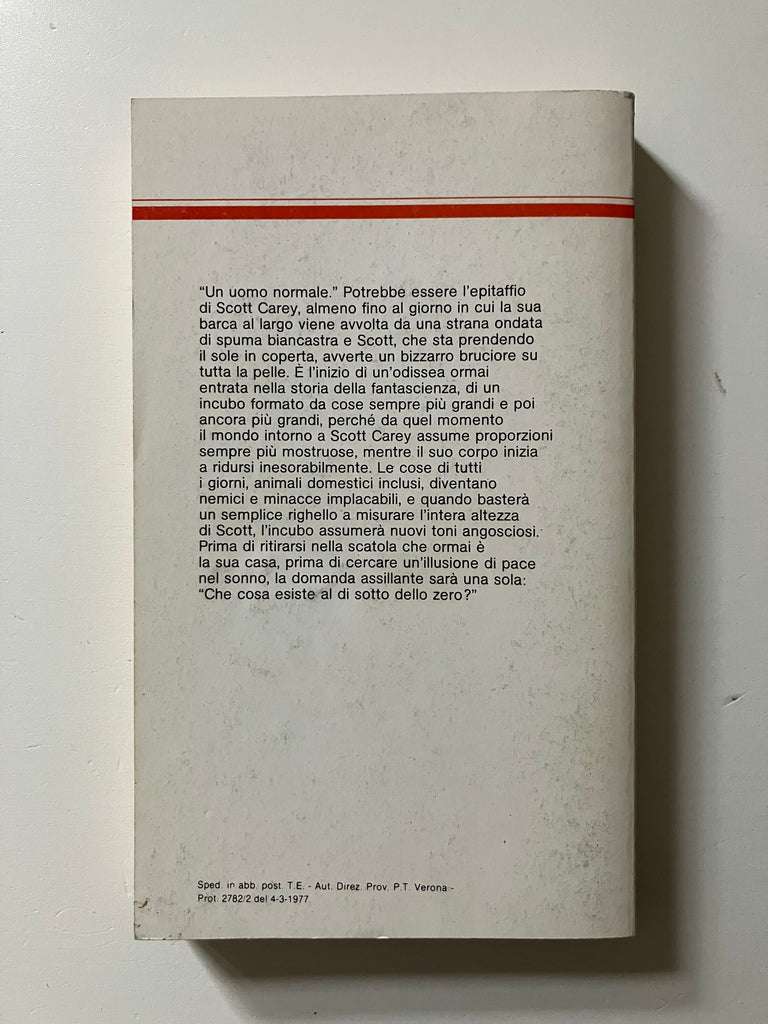 “Un uomo normale.” Potrebbe essere l’epitaffio
di Scott Carey, almeno fino al giorno in cui la sua
barca al largo viene avvolta da una strana ondata
di spuma biancastra e Scott, che sta prendendo
il sole in coperta, avverte un bizzarro bruciore su
tutta la pelle. È l’inizio di un’odissea ormai
entrata nella storia della fantascienza, di un
incubo formato da cose sempre più grandi e poi
ancora più grandi, perché da quel momento
il mondo intorno a Scott Carey assume proporzioni
sempre più mostruose, mentre il suo corpo inizia
a ridursi inesorabilmente. Le cose di tutti
i giorni, animali domestici inclusi, diventano
nemici e minacce implacabili, e quando basterà
un semplice righello a misurare l’intera altezza
di Scott, l’incubo assumerà nuovi toni angosciosi.
Prima di ritirarsi nella scatola che ormai è
la sua casa, prima di cercare un’illusione di pace
nel sonno, la domanda assillante sarà una sola:
“Che cosa esiste al di sotto dello zero?”
Sped. in abb. post. T.E. - Aut. Direz. Prov. P.T. Verona -
Prot. 2782/2 del 4-3-1977.